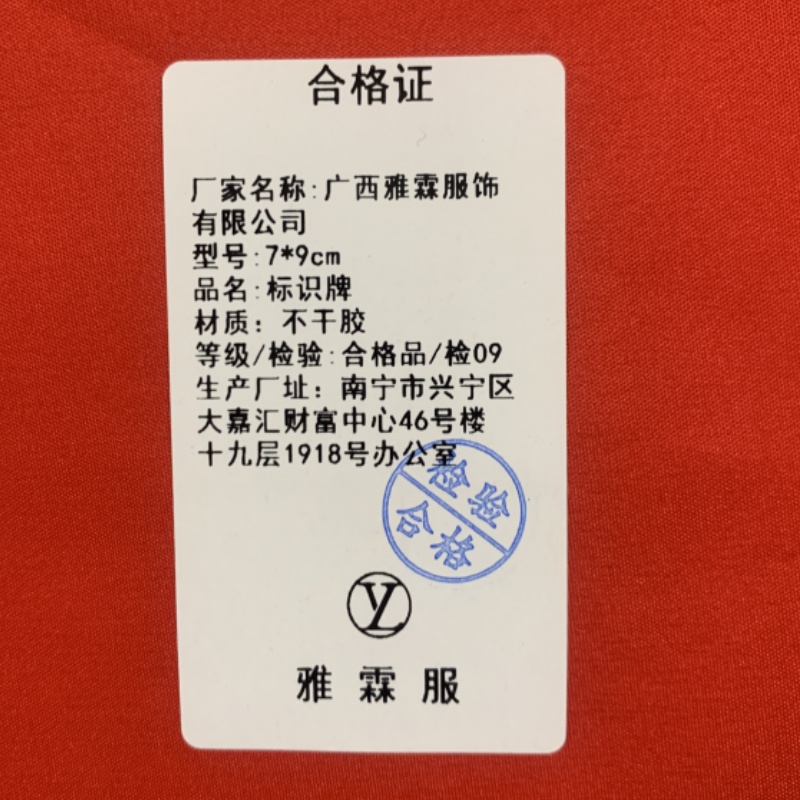 合格证
厂家名称:广西雅霖服饰
有限公司
型号:7*9cm
品名:标识牌
材质：不干胶
等级/检验:合格品/检09
生产厂址：南宁市兴宁区
大嘉汇财富中心46号楼
十九层1918号办公室
检验
合格
YL
雅霖服